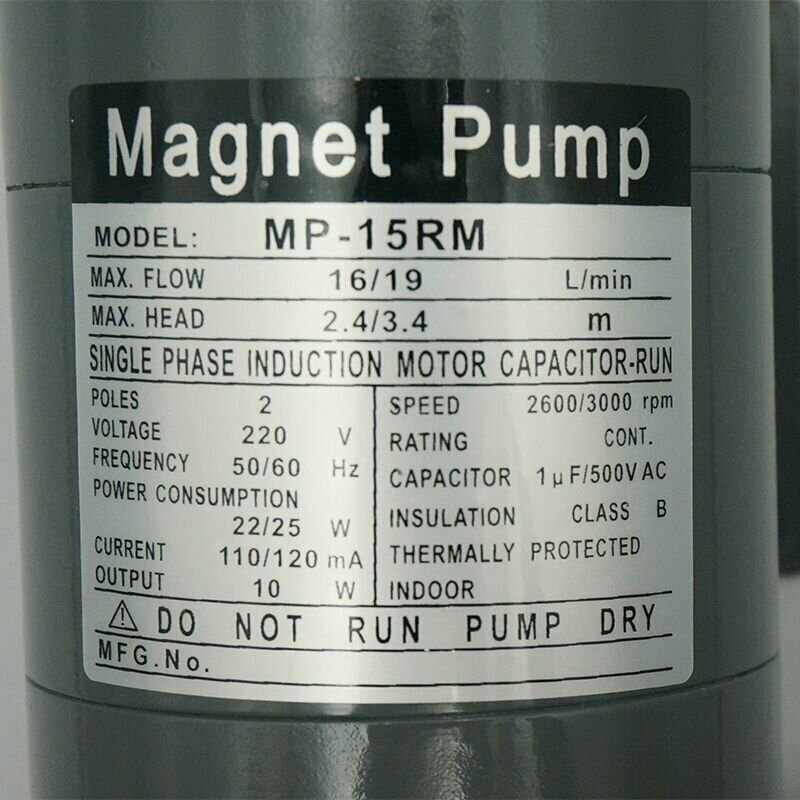 Magnet Pump
MODEL: MP-15RM
MAX. FLOW 16/19 L/min
MAX. HEAD 2.4/3.4 m
SINGLE PHASE INDUCTION MOTOR CAPACITOR-RUN
POLES 2
VOLTAGE 220 V
FREQUENCY 50/60 Hz
POWER CONSUMPTION
22/25 W
CURRENT 110/120 mA
OUTPUT 10 W
SPEED 2600/3000 rpm
RATING CONT.
CAPACITOR 1μF/500V AC
INSULATION CLASS B
THERMALLY PROTECTED
INDOOR
⚠ DO NOT RUN PUMP DRY
MFG.No.